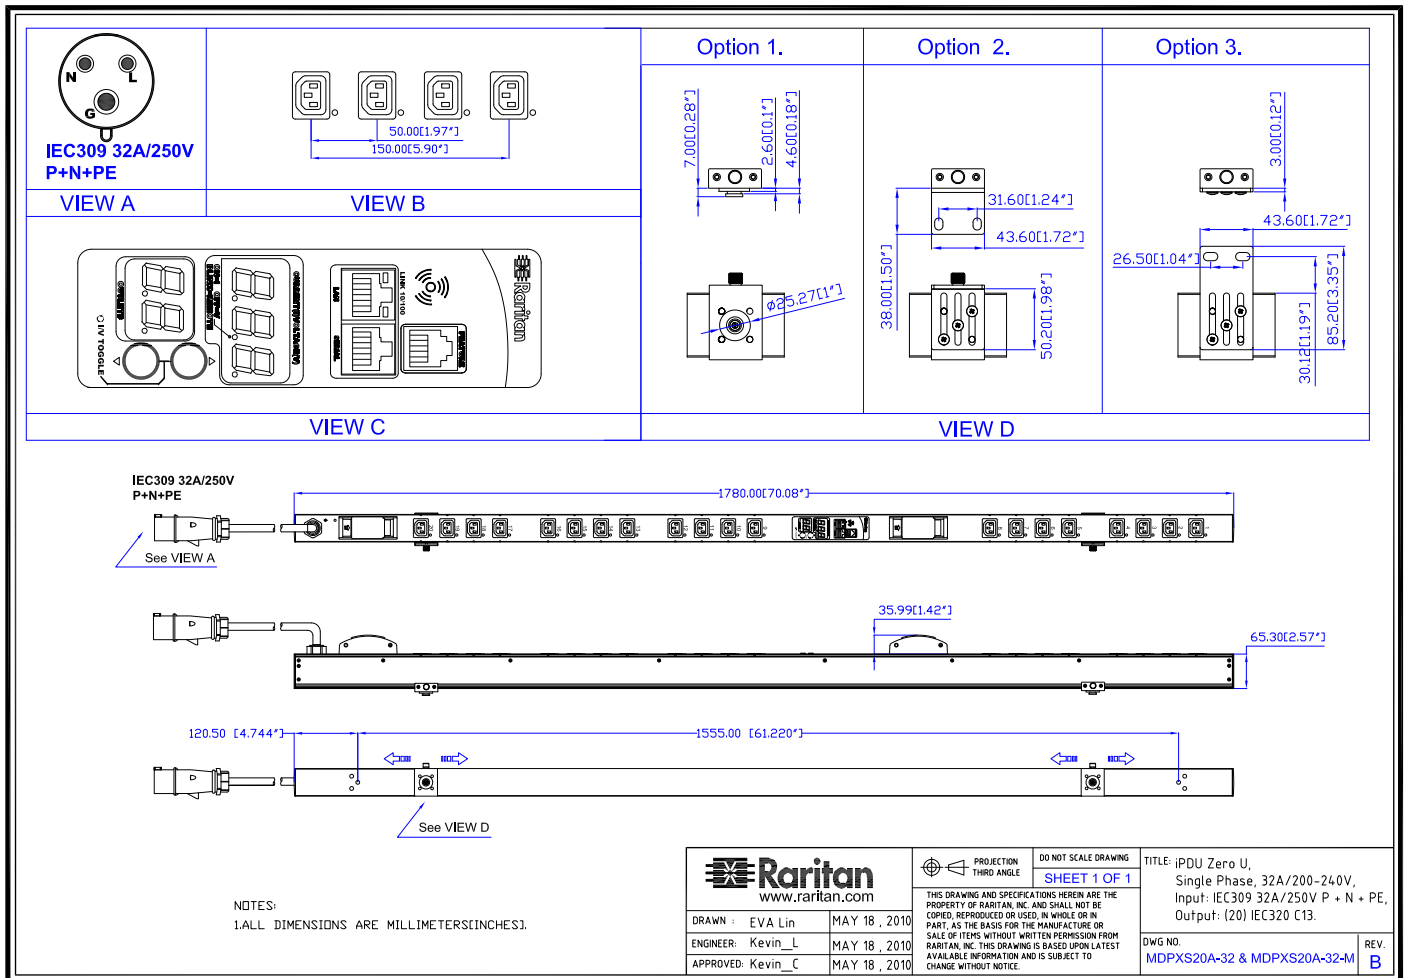 N
L
G
IEC309 32A/250V
P+N+PE
VIEW A
50.00[1.97"]
150.00[5.90"]
VIEW B
OUTLETS
I/V TOGGLE
LAN
SERIAL
LINK 10/100
FEATURE
Raritan
VIEW C
Option 1.
7.00[0.28"]
2.60[0.1"]
4.60[0.18"]
ø25.27[1"]
Option 2.
31.60[1.24"]
43.60[1.72"]
38.00[1.50"]
50.20[1.98"]
Option 3.
3.00[0.12"]
43.60[1.72"]
26.50[1.04"]
30.12[1.19"]
85.20[3.35"]
VIEW D
IEC309 32A/250V
P+N+PE
1780.00[70.08"]
See VIEW A
35.99[1.42"]
65.30[2.57"]
120.50 [4.744"]
1555.00 [61.220"]
See VIEW D
NOTES:
1.ALL DIMENSIONS ARE MILLIMETERS[INCHES].
Raritan
www.raritan.com
DRAWN : EVA Lin MAY 18 , 2010
ENGINEER: Kevin_L MAY 18 , 2010
APPROVED: Kevin_C MAY 18 , 2010
PROJECTION
THIRD ANGLE
DO NOT SCALE DRAWING
SHEET 1 OF 1
THIS DRAWING AND SPECIFICATIONS HEREIN ARE THE
PROPERTY OF RARITAN, INC. AND SHALL NOT BE
COPIED, REPRODUCED OR USED, IN WHOLE OR IN
PART, AS THE BASIS FOR THE MANUFACTURE OR
SALE OF ITEMS WITHOUT WRITTEN PERMISSION FROM
RARITAN, INC. THIS DRAWING IS BASED UPON LATEST
AVAILABLE INFORMATION AND IS SUBJECT TO
CHANGE WITHOUT NOTICE.
TITLE: iPDU Zero U,
Single Phase, 32A/200-240V,
Input: IEC309 32A/250V P + N + PE,
Output: (20) IEC320 C13.
DWG NO.
MDPXS20A-32 & MDPXS20A-32-M
REV.
B